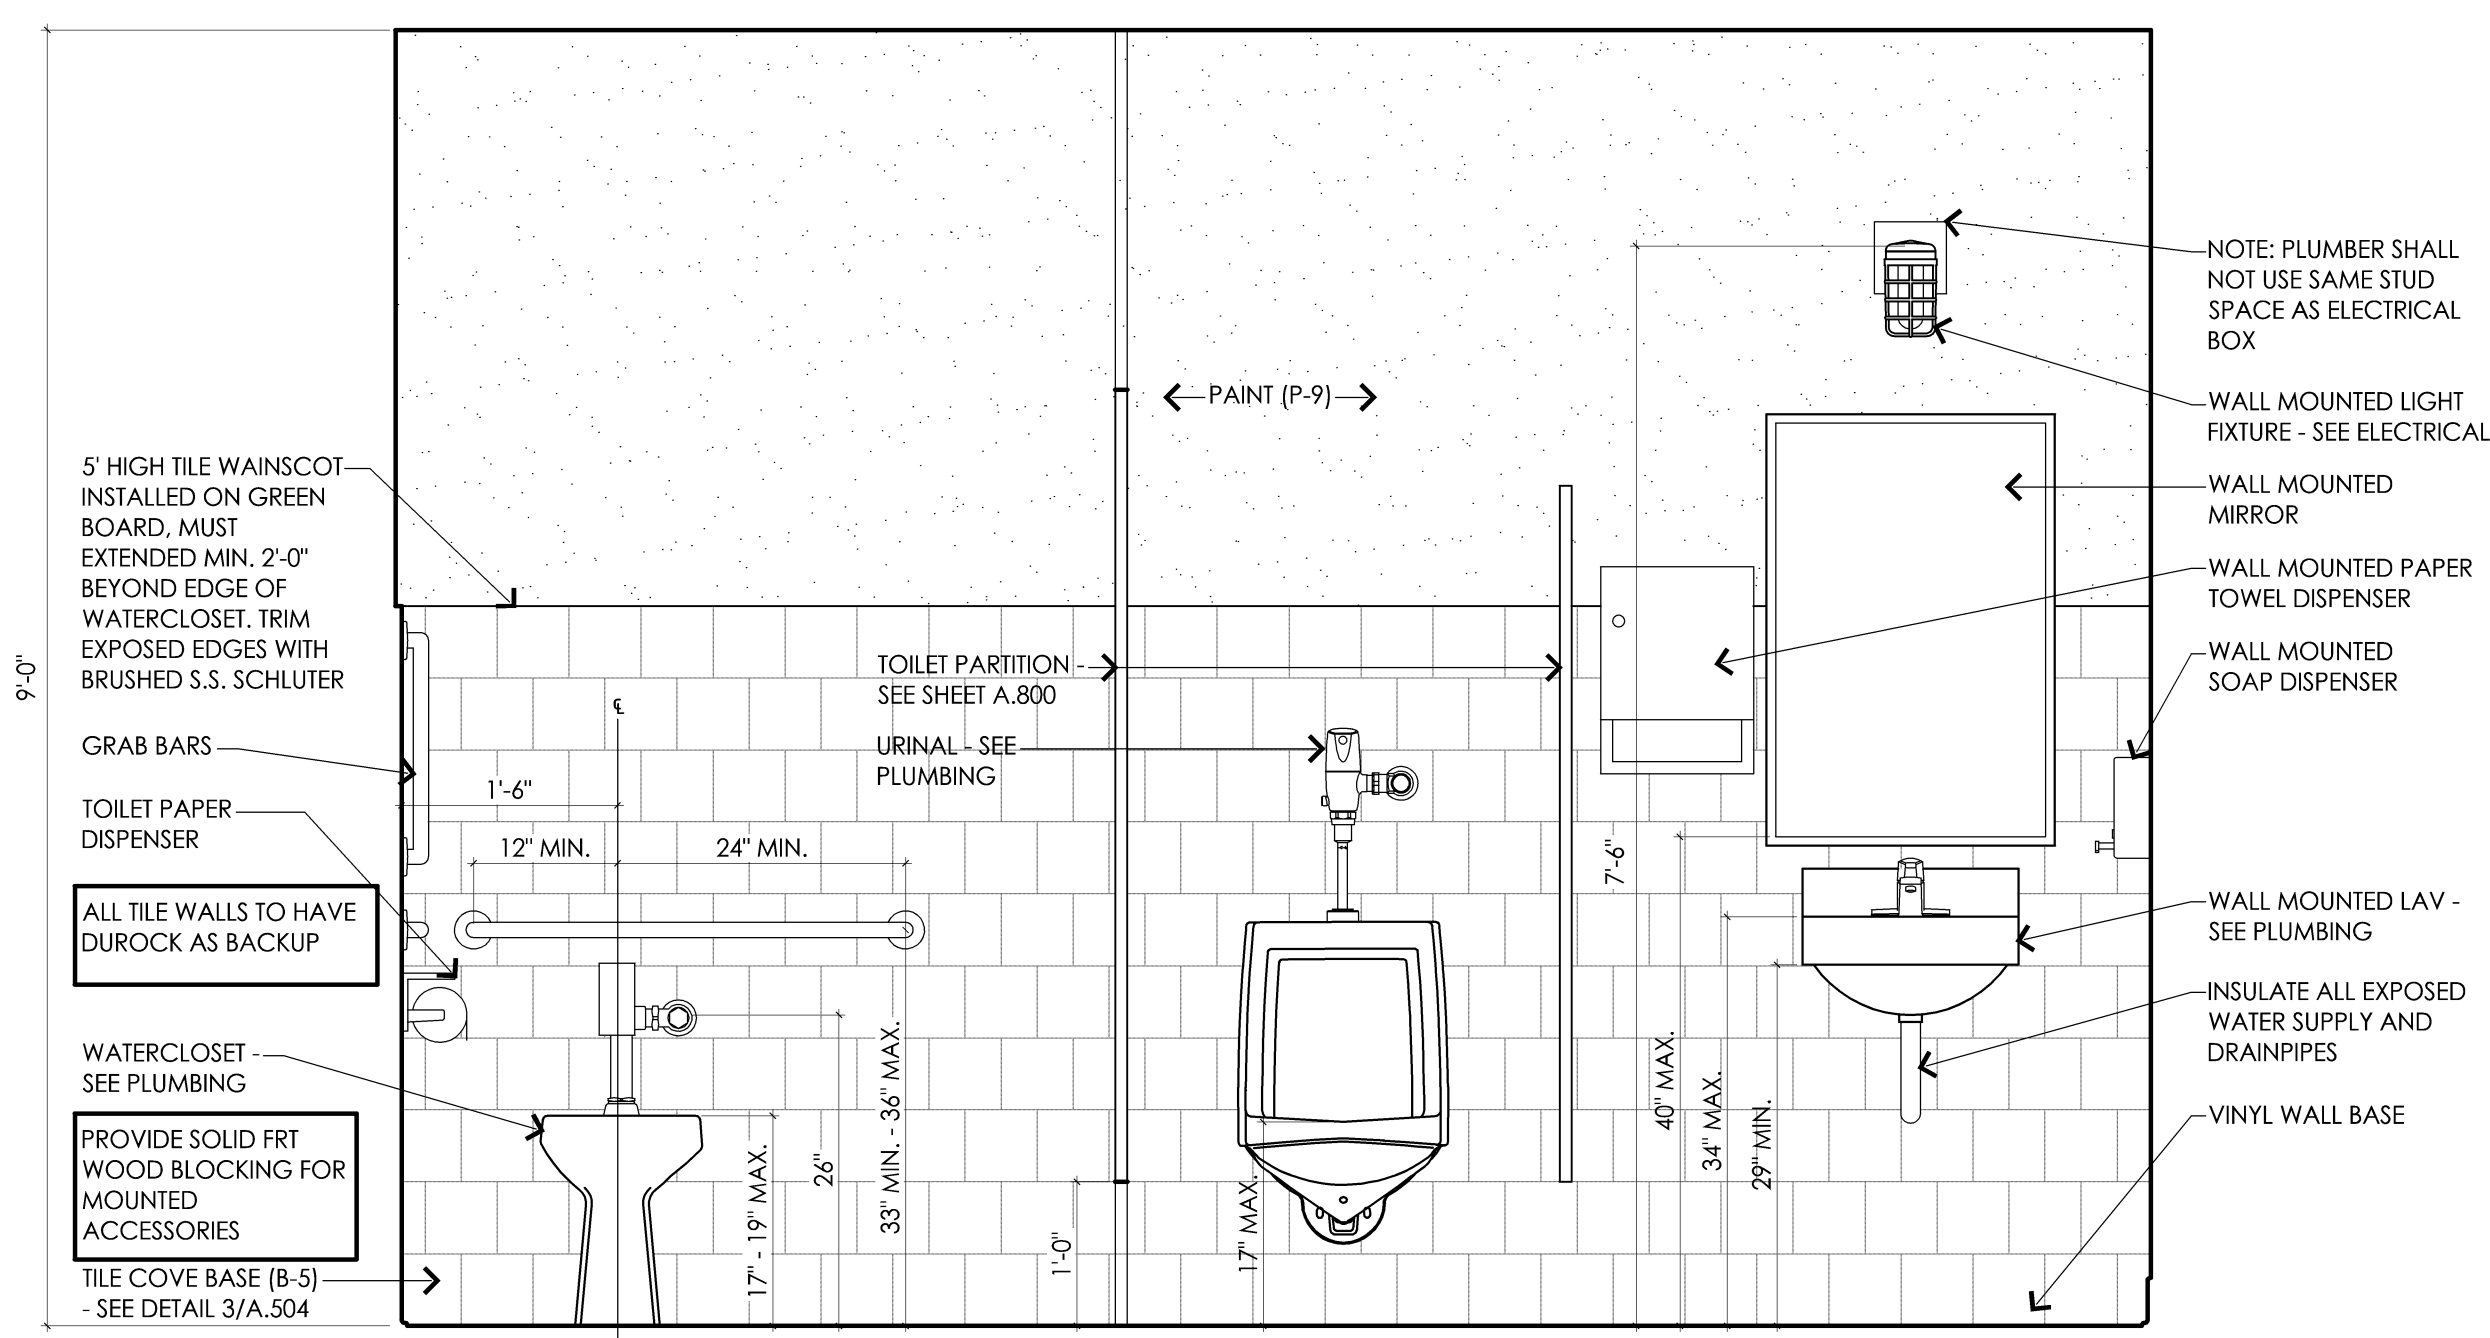 9'-0"
5' HIGH TILE WAINSCOT
INSTALLED ON GREEN
BOARD, MUST
EXTENDED MIN. 2'-0"
BEYOND EDGE OF
WATERCLOSET. TRIM
EXPOSED EDGES WITH
BRUSHED S.S. SCHLUTER
GRAB BARS
TOILET PAPER
DISPENSER
ALL TILE WALLS TO HAVE
DUROCK AS BACKUP
WATERCLOSET -
SEE PLUMBING
PROVIDE SOLID FRT
WOOD BLOCKING FOR
MOUNTED
ACCESSORIES
TILE COVE BASE (B-5)
- SEE DETAIL 3/A.504
℄
1'-6"
12" MIN.
24" MIN.
17" - 19" MAX.
26"
33" MIN. - 36" MAX.
TOILET PARTITION -
SEE SHEET A.800
URINAL - SEE
PLUMBING
PAINT (P-9)
1'-0"
17" MAX.
7'-6"
40" MAX.
34" MAX.
29" MIN.
NOTE: PLUMBER SHALL
NOT USE SAME STUD
SPACE AS ELECTRICAL
BOX
WALL MOUNTED LIGHT
FIXTURE - SEE ELECTRICAL
WALL MOUNTED
MIRROR
WALL MOUNTED PAPER
TOWEL DISPENSER
WALL MOUNTED
SOAP DISPENSER
WALL MOUNTED LAV -
SEE PLUMBING
INSULATE ALL EXPOSED
WATER SUPPLY AND
DRAINPIPES
VINYL WALL BASE